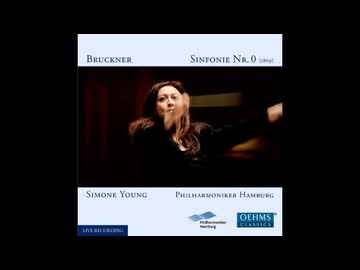 BRUCKNER SINFONIE NR. 0 (1869)
SIMONE YOUNG PHILHARMONIKER HAMBURG
Philharmoniker
Hamburg
OEHMS
CLASSICS
LIVE RECORDING